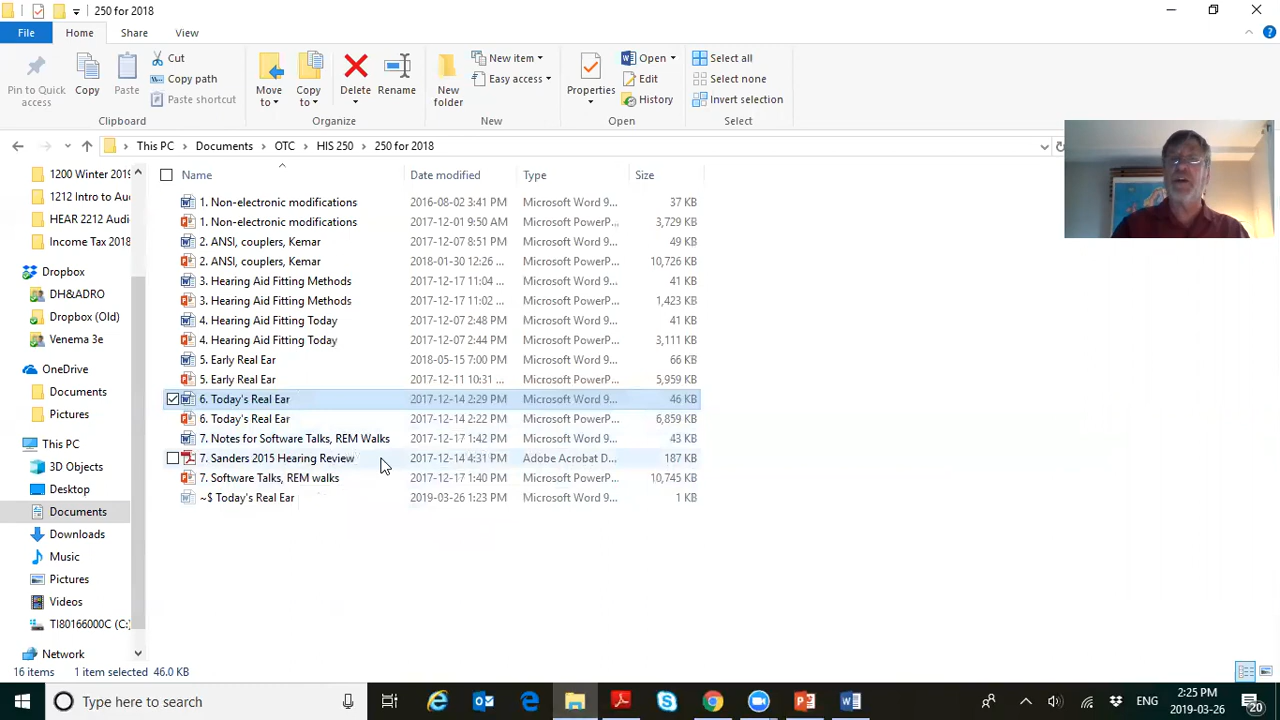 250 for 2018
File Home Share View
Pin to Quick access
Copy
Paste
Cut
Copy path
Paste shortcut
Clipboard
Move to
Copy to
Delete
Rename
Organize
New folder
New item
Easy access
New
Properties
Open
Edit
History
Open
Select all
Select none
Invert selection
Select
This PC > Documents > OTC > HIS 250 > 250 for 2018
1200 Winter 2019
1212 Intro to Au
HEAR 2212 Audi
Income Tax 2018
Dropbox
DH&ADRO
Dropbox (Old)
Venema 3e
OneDrive
Documents
Pictures
This PC
3D Objects
Desktop
Documents
Downloads
Music
Pictures
Videos
TI80166000C (C:)
Network
Name Date modified Type Size
1. Non-electronic modifications 2016-08-02 3:41 PM Microsoft Word 9... 37 KB
1. Non-electronic modifications 2017-12-01 9:50 AM Microsoft PowerP... 3,729 KB
2. ANSI, couplers, Kemar 2017-12-07 8:51 PM Microsoft Word 9... 49 KB
2. ANSI, couplers, Kemar 2018-01-30 12:26 ... Microsoft PowerP... 10,726 KB
3. Hearing Aid Fitting Methods 2017-12-17 11:04 ... Microsoft Word 9... 41 KB
3. Hearing Aid Fitting Methods 2017-12-17 11:02 ... Microsoft PowerP... 1,423 KB
4. Hearing Aid Fitting Today 2017-12-07 2:48 PM Microsoft Word 9... 41 KB
4. Hearing Aid Fitting Today 2017-12-07 2:44 PM Microsoft PowerP... 3,111 KB
5. Early Real Ear 2018-05-15 7:00 PM Microsoft Word 9... 66 KB
5. Early Real Ear 2017-12-11 10:31 ... Microsoft PowerP... 5,959 KB
6. Today's Real Ear 2017-12-14 2:29 PM Microsoft Word 9... 46 KB
6. Today's Real Ear 2017-12-14 2:22 PM Microsoft PowerP... 6,859 KB
7. Notes for Software Talks, REM Walks 2017-12-17 1:42 PM Microsoft Word 9... 43 KB
7. Sanders 2015 Hearing Review 2017-12-14 4:31 PM Adobe Acrobat D... 187 KB
7. Software Talks, REM walks 2017-12-17 1:40 PM Microsoft PowerP... 10,745 KB
~$ Today's Real Ear 2019-03-26 1:23 PM Microsoft Word 9... 1 KB
16 items 1 item selected 46.0 KB
Type here to search
ENG
2:25 PM
2019-03-26
20